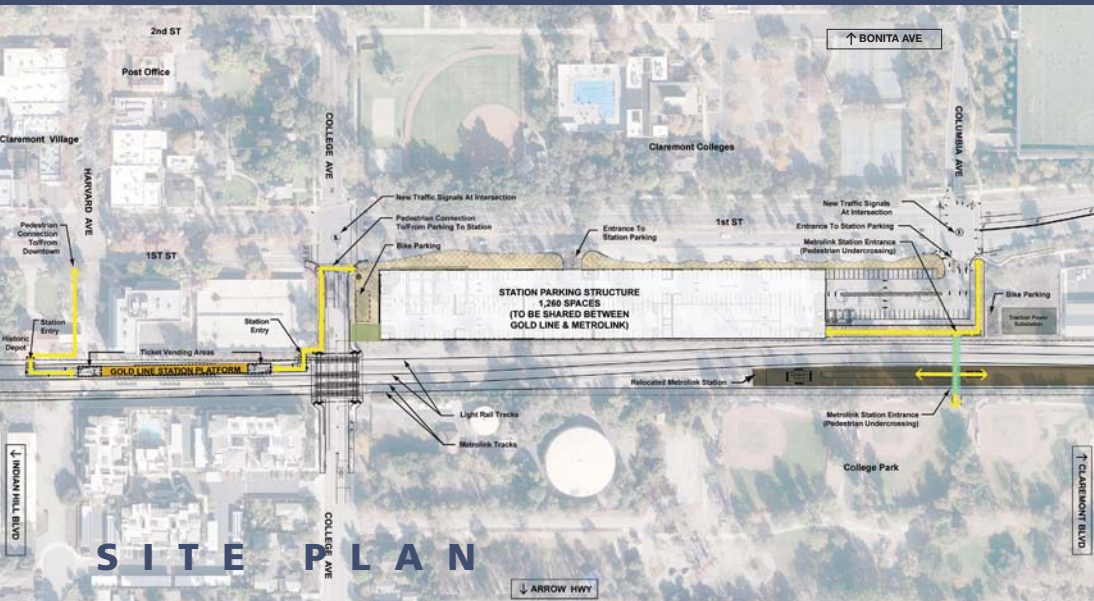 2nd ST
↑ BONITA AVE
Post Office
COLLEGE AVE
COLUMBIA AVE
Claremont Village
Claremont Colleges
HARVARD AVE
New Traffic Signals At Intersection
New Traffic Signals
At Intersection
Pedestrian
Connection
To/From
Downtown
Pedestrian Connection
To/From Parking To Station
1st ST
Entrance To
Station Parking
Entrance To Station Parking
Bike Parking
Metrolink Station Entrance
(Pedestrian Undercrossing)
1ST ST
STATION PARKING STRUCTURE
1,260 SPACES
(TO BE SHARED BETWEEN
GOLD LINE & METROLINK)
Bike Parking
Traction Power
Substation
Station
Entry
Station
Entry
Historic
Depot
Ticket Vending Areas
GOLD LINE STATION PLATFORM
Relocated Metrolink Station
Light Rail Tracks
Metrolink Station Entrance
(Pedestrian Undercrossing)
Metrolink Tracks
College Park
↓ INDIAN HILL BLVD
↑ CLAREMONT BLVD
COLLEGE AVE
SITE PLAN
↓ ARROW HWY